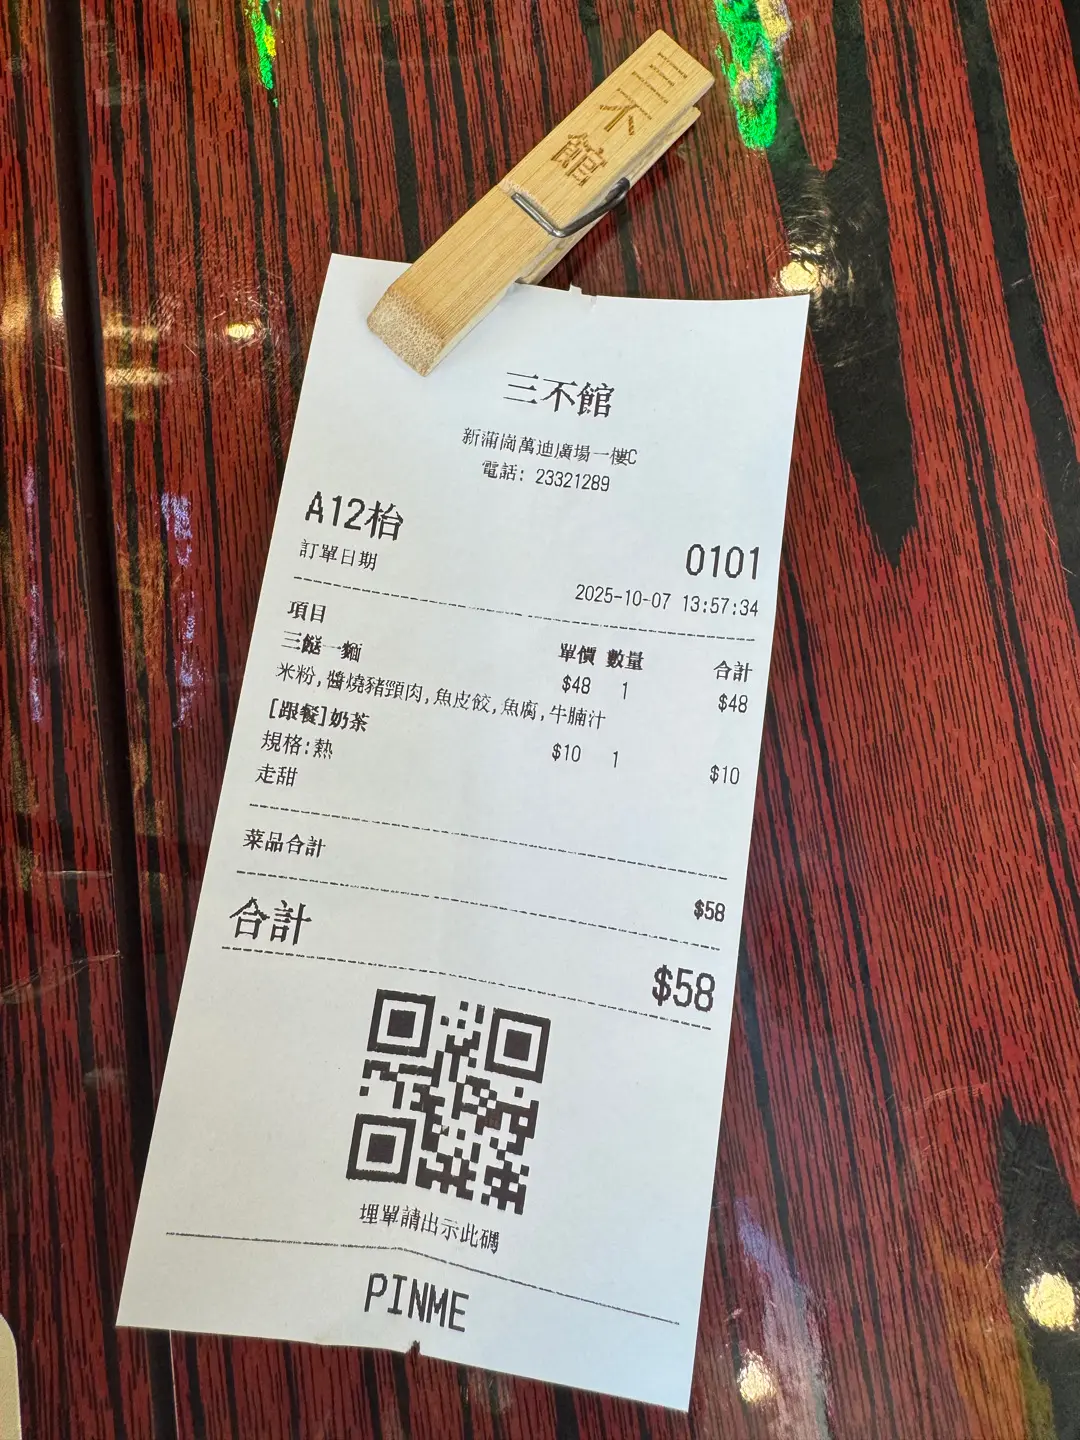 三不館
三不館
新蒲崗萬迪廣場一樓C
電話: 23321289
A12枱
0101
訂單日期
2025-10-07 13:57:34
項目 單價 數量 合計
三餸一麵 $48 1 $48
米粉,醬燒豬頸肉,魚皮餃,魚腐,牛腩汁
[跟餐]奶茶 $10 1 $10
規格:熱
走甜
菜品合計 $58
合計 $58
埋單請出示此碼
PINME